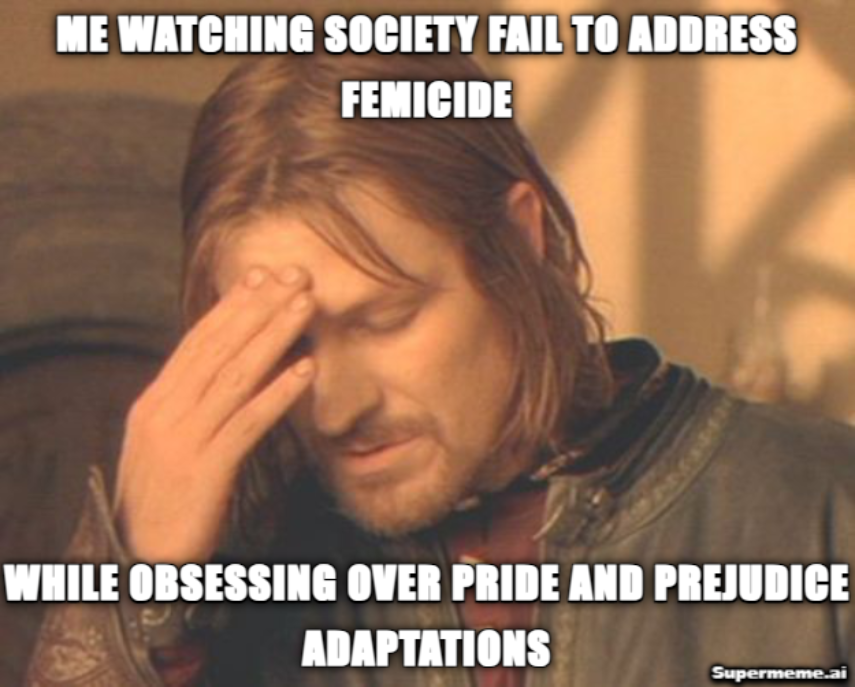 ME WATCHING SOCIETY FAIL TO ADDRESS
FEMICIDE
WHILE OBSESSING OVER PRIDE AND PREJUDICE
ADAPTATIONS
Supermeme.ai